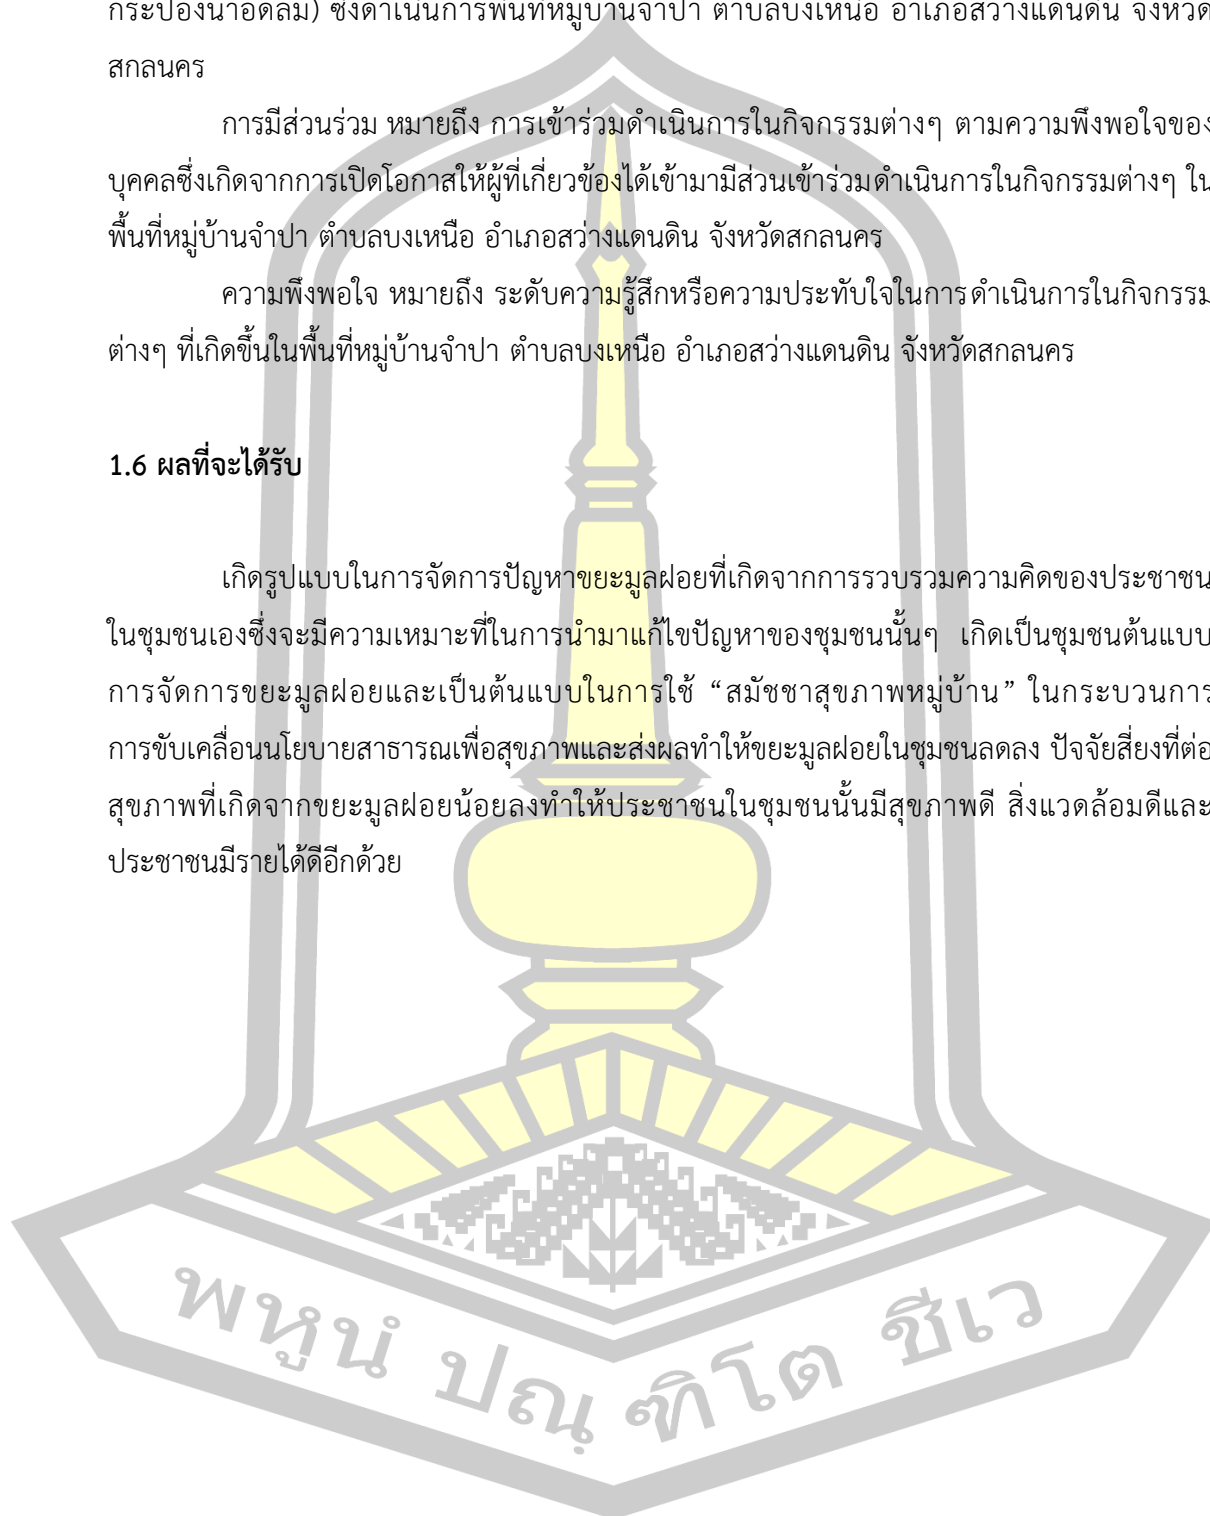 กระป๋องน้ำอัดลม) ซึ่งดำเนินการพื้นที่หมู่บ้านจำปา ตำบลบงเหนือ อำเภอสว่างแดนดิน จังหวัด
สกลนคร
การมีส่วนร่วม หมายถึง การเข้าร่วมดำเนินการในกิจกรรมต่างๆ ตามความพึงพอใจของ
บุคคลซึ่งเกิดจากการเปิดโอกาสให้ผู้ที่เกี่ยวข้องได้เข้ามามีส่วนเข้าร่วมดำเนินการในกิจกรรมต่างๆ ใน
พื้นที่หมู่บ้านจำปา ตำบลบงเหนือ อำเภอสว่างแดนดิน จังหวัดสกลนคร
ความพึงพอใจ หมายถึง ระดับความรู้สึกหรือความประทับใจในการดำเนินการในกิจกรรม
ต่างๆ ที่เกิดขึ้นในพื้นที่หมู่บ้านจำปา ตำบลบงเหนือ อำเภอสว่างแดนดิน จังหวัดสกลนคร
1.6 ผลที่จะได้รับ
เกิดรูปแบบในการจัดการปัญหาขยะมูลฝอยที่เกิดจากการรวบรวมความคิดของประชาชน
ในชุมชนเองซึ่งจะมีความเหมาะที่ในการนำมาแก้ไขปัญหาของชุมชนนั้นๆ เกิดเป็นชุมชนต้นแบบ
การจัดการขยะมูลฝอยและเป็นต้นแบบในการใช้ “สมัชชาสุขภาพหมู่บ้าน” ในกระบวนการ
การขับเคลื่อนนโยบายสาธารณเพื่อสุขภาพและส่งผลทำให้ขยะมูลฝอยในชุมชนลดลง ปัจจัยสี่ยงที่ต่อ
สุขภาพที่เกิดจากขยะมูลฝอยน้อยลงทำให้ประชาชนในชุมชนนั้นมีสุขภาพดี สิ่งแวดล้อมดีและ
ประชาชนมีรายได้ดีอีกด้วย
พหูนํ ปณฺ ฑิโต ชีเว